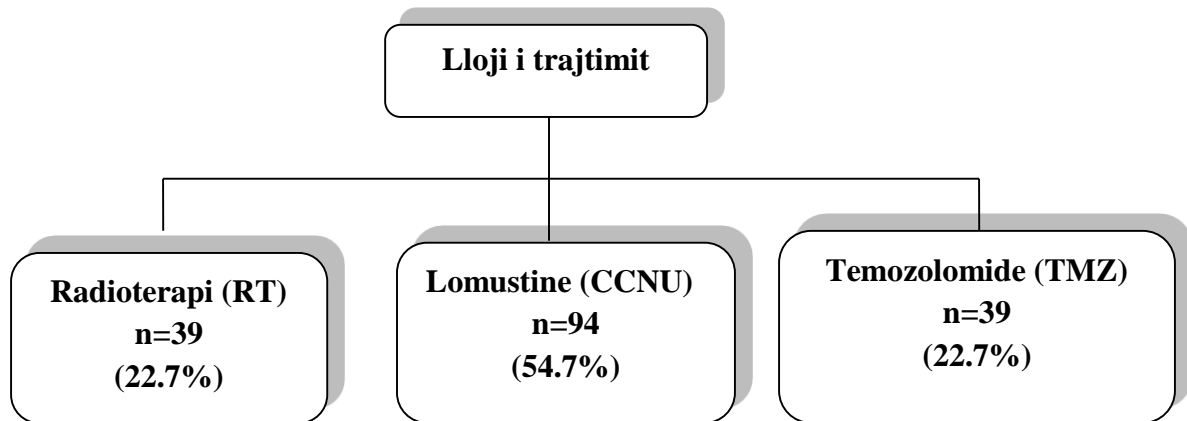 Lloji i trajtimit
Radioterapi (RT)
n=39
(22.7%)
Lomustine (CCNU)
n=94
(54.7%)
Temozolomide (TMZ)
n=39
(22.7%)